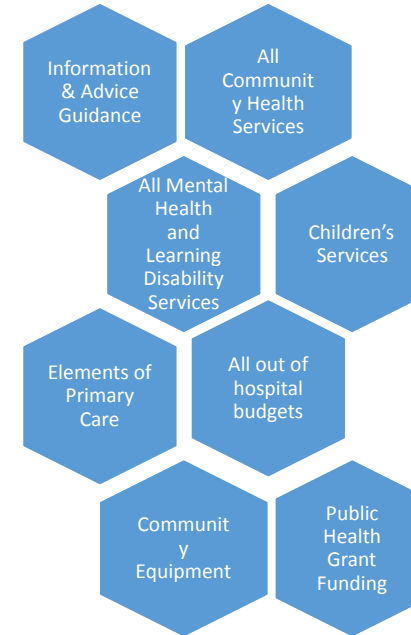 Information
& Advice
Guidance
All
Communit
y Health
Services
All Mental
Health
and
Learning
Disability
Services
Children's
Services
Elements of
Primary
Care
All out of
hospital
budgets
Communit
y
Equipment
Public
Health
Grant
Funding